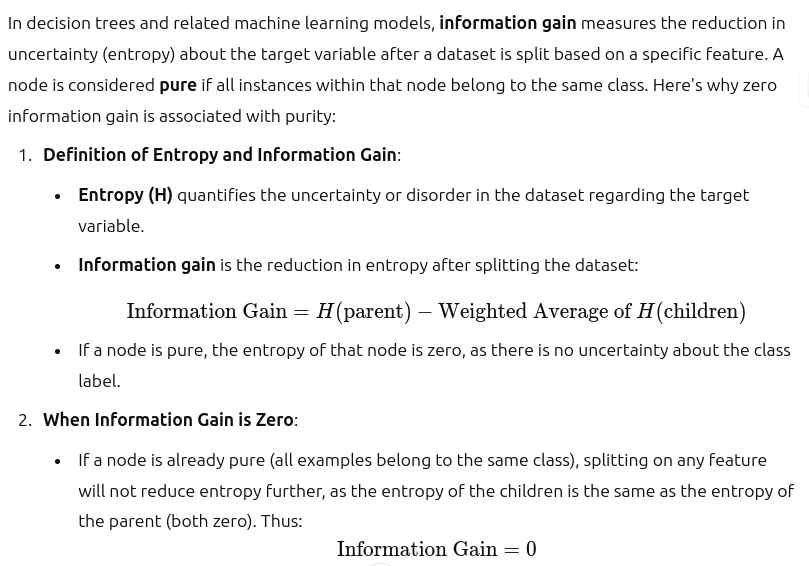 In decision trees and related machine learning models, information gain measures the reduction in
uncertainty (entropy) about the target variable after a dataset is split based on a specific feature. A
node is considered pure if all instances within that node belong to the same class. Here's why zero
information gain is associated with purity:
1. Definition of Entropy and Information Gain:
• Entropy (H) quantifies the uncertainty or disorder in the dataset regarding the target
variable.
• Information gain is the reduction in entropy after splitting the dataset:
Information Gain = H(parent) − Weighted Average of H(children)
• If a node is pure, the entropy of that node is zero, as there is no uncertainty about the class
label.
2. When Information Gain is Zero:
• If a node is already pure (all examples belong to the same class), splitting on any feature
will not reduce entropy further, as the entropy of the children is the same as the entropy of
the parent (both zero). Thus:
Information Gain = 0